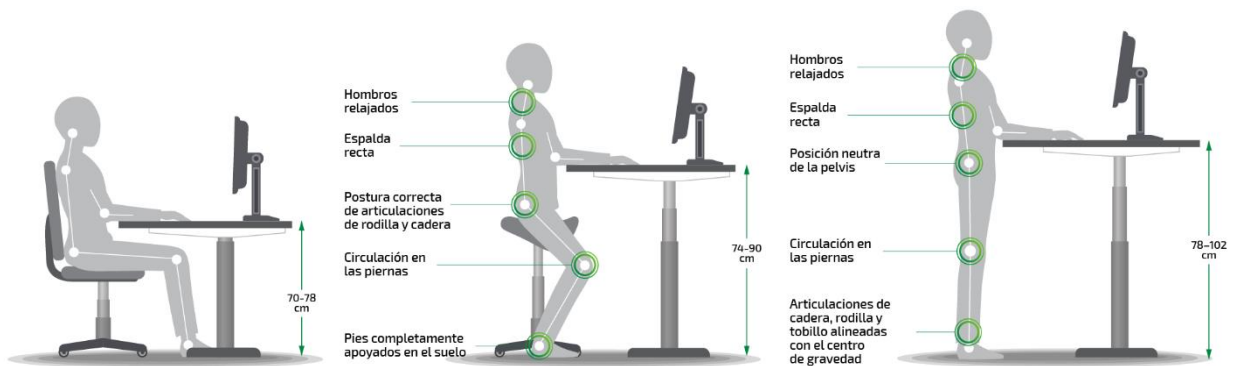 70-78
cm
Hombros
relajados
Espalda
recta
Postura correcta
de articulaciones
de rodilla y cadera
Circulación en
las piernas
Pies completamente
apoyados en el suelo
74-90
cm
Hombros
relajados
Espalda
recta
Posición neutra
de la pelvis
Circulación en
las piernas
Articulaciones de
cadera, rodilla y
tobillo alineadas
con el centro
de gravedad
78–102
cm